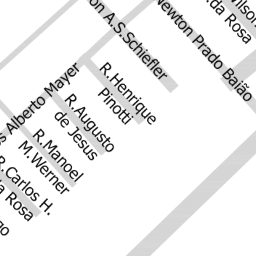 on A.S.Schiefler
Newton Prado Baião
da Rosa
R.Henrique
Pinotti
s Alberto Mayer
R.Augusto
de Jesus
R.Manoel
M.Werner
R.Carlos H.
da Rosa